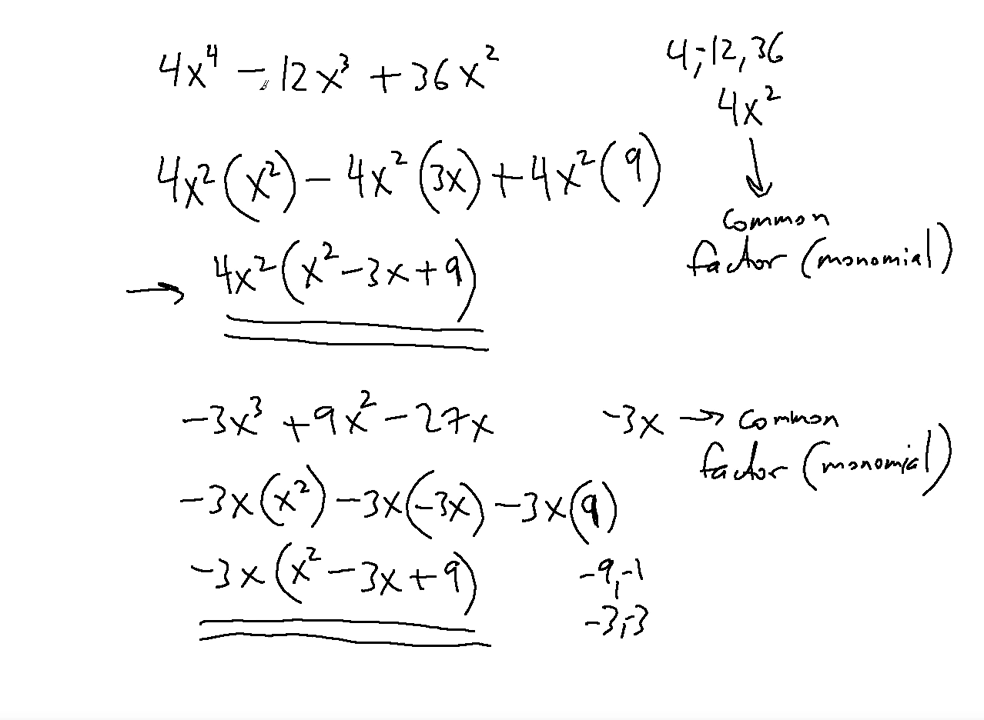 4x⁴ - 12x³ + 36x²
4,-12,36
4x²
4x²(x²) - 4x²(3x) + 4x²(9)
common
factor (monomial)
→ 4x²(x² - 3x + 9)
-3x³ + 9x² - 27x
-3x → common
factor (monomial)
-3x(x²) - 3x(-3x) - 3x(9)
-3x(x² - 3x + 9)
-9,-1
-3,-3